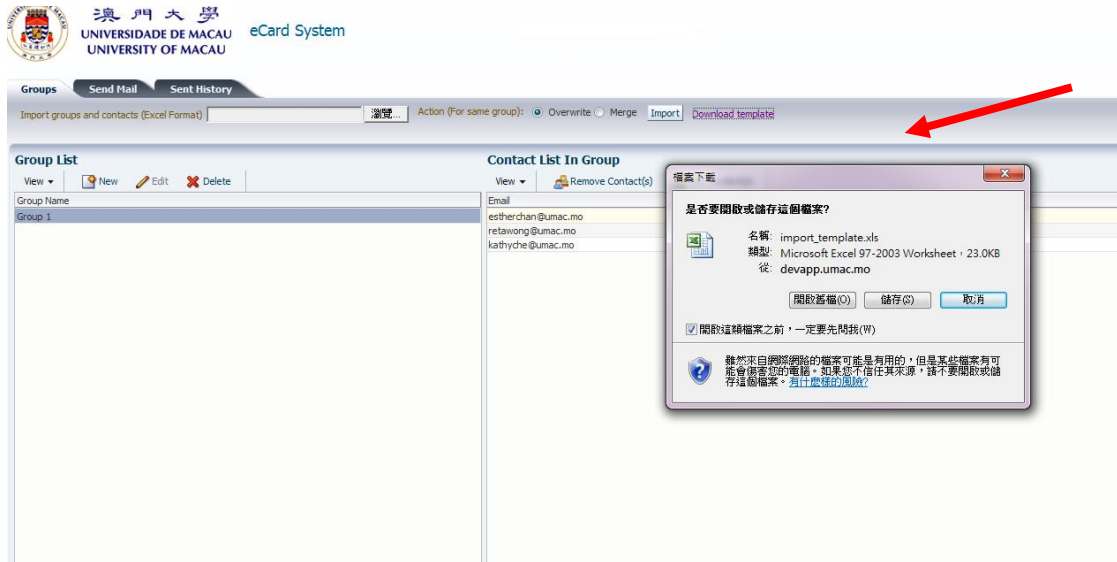 澳門大學
UNIVERSIDADE DE MACAU
UNIVERSITY OF MACAU
eCard System
Groups Send Mail Sent History
Import groups and contacts (Excel Format) 瀏覽... Action (For same group): Overwrite Merge Import Download template
Group List
View New Edit Delete
Group Name
Group 1
Contact List In Group
View Remove Contact(s)
Email
estherchan@umac.mo
retawong@umac.mo
kathyche@umac.mo
檔案下載
是否要開啟或儲存這個檔案?
名稱: import_template.xls
類型: Microsoft Excel 97-2003 Worksheet，23.0KB
從: devapp.umac.mo
開啟舊檔(O) 儲存(S) 取消
開啟這類檔案之前，一定要先問我(W)
雖然來自網際網路的檔案可能是有用的，但是某些檔案有可
能會傷害您的電腦。如果您不信任其來源，請不要開啟或儲
存這個檔案。有什麼樣的風險?